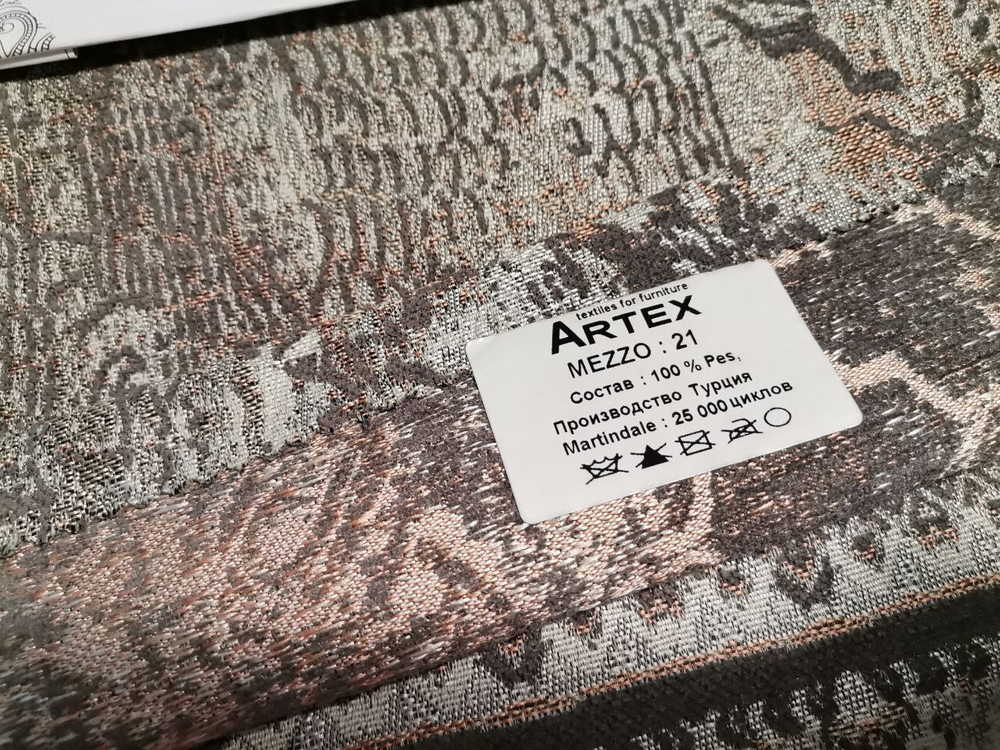 textiles for furniture
ARTEX
MEZZO : 21
Состав : 100 % Pes,
Производство Турция
Martindale : 25 000 циклов